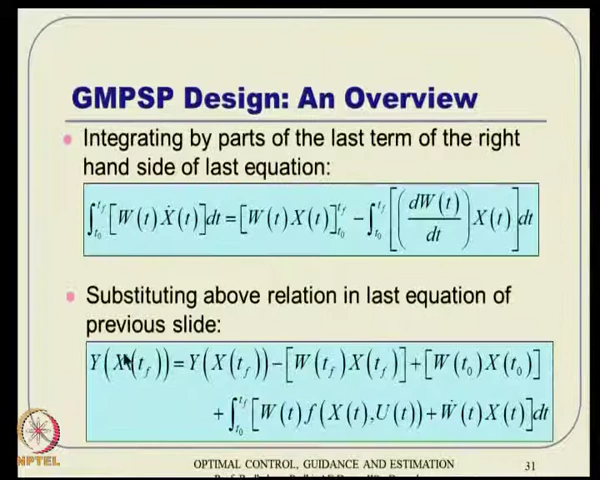 GMPSP Design: An Overview
Integrating by parts of the last term of the right
hand side of last equation:
∫_{t_0}^{t_f} [W(t)Ẋ(t)]dt = [W(t)X(t)]_{t_0}^{t_f} − ∫_{t_0}^{t_f} [(dW(t)/dt) X(t)]dt
Substituting above relation in last equation of
previous slide:
Y(X(t_f)) = Y(X(t_f)) − [W(t_f)X(t_f)] + [W(t_0)X(t_0)]
+ ∫_{t_0}^{t_f} [W(t)f(X(t),U(t)) + Ẇ(t)X(t)]dt
NPTEL
OPTIMAL CONTROL, GUIDANCE AND ESTIMATION
31